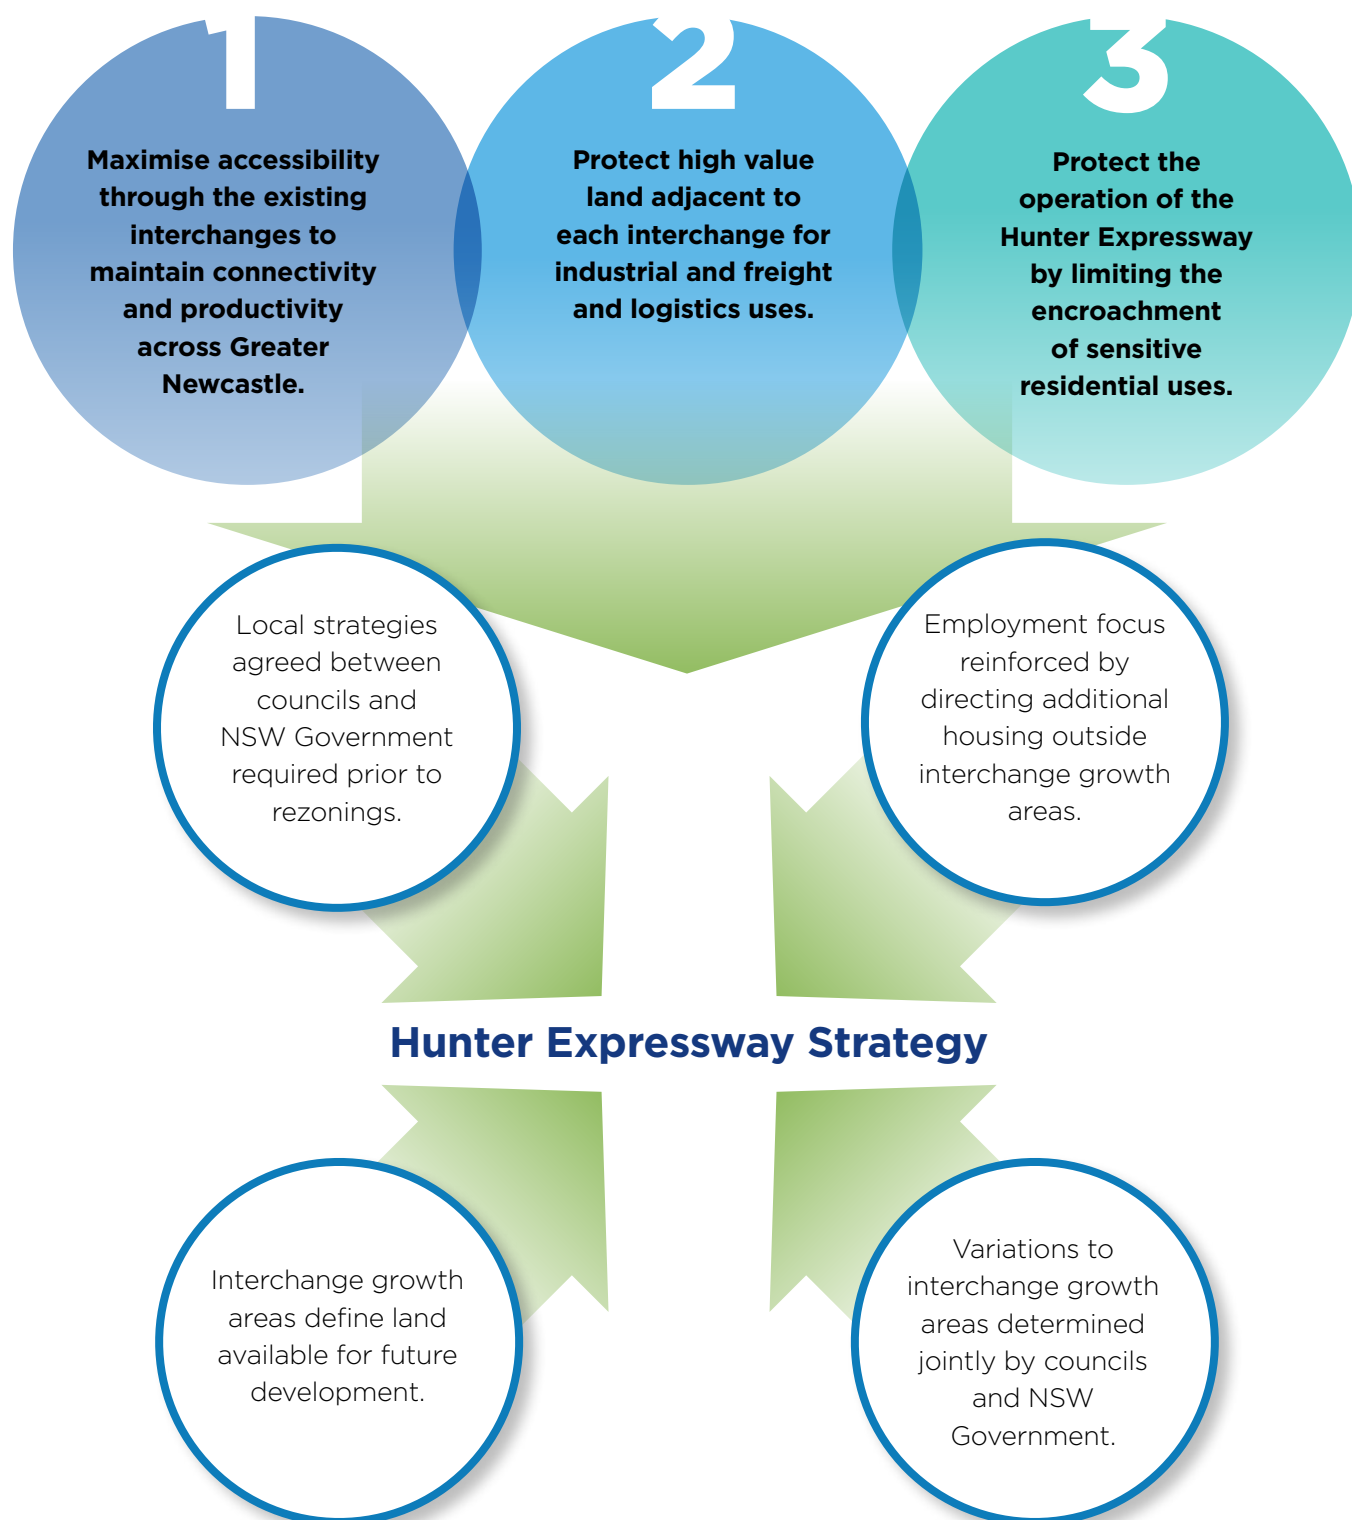 1
Maximise accessibility
through the existing
interchanges to
maintain connectivity
and productivity
across Greater
Newcastle.
2
Protect high value
land adjacent to
each interchange for
industrial and freight
and logistics uses.
3
Protect the
operation of the
Hunter Expressway
by limiting the
encroachment
of sensitive
residential uses.
Local strategies
agreed between
councils and
NSW Government
required prior to
rezonings.
Employment focus
reinforced by
directing additional
housing outside
interchange growth
areas.
Hunter Expressway Strategy
Interchange growth
areas define land
available for future
development.
Variations to
interchange growth
areas determined
jointly by councils
and NSW
Government.